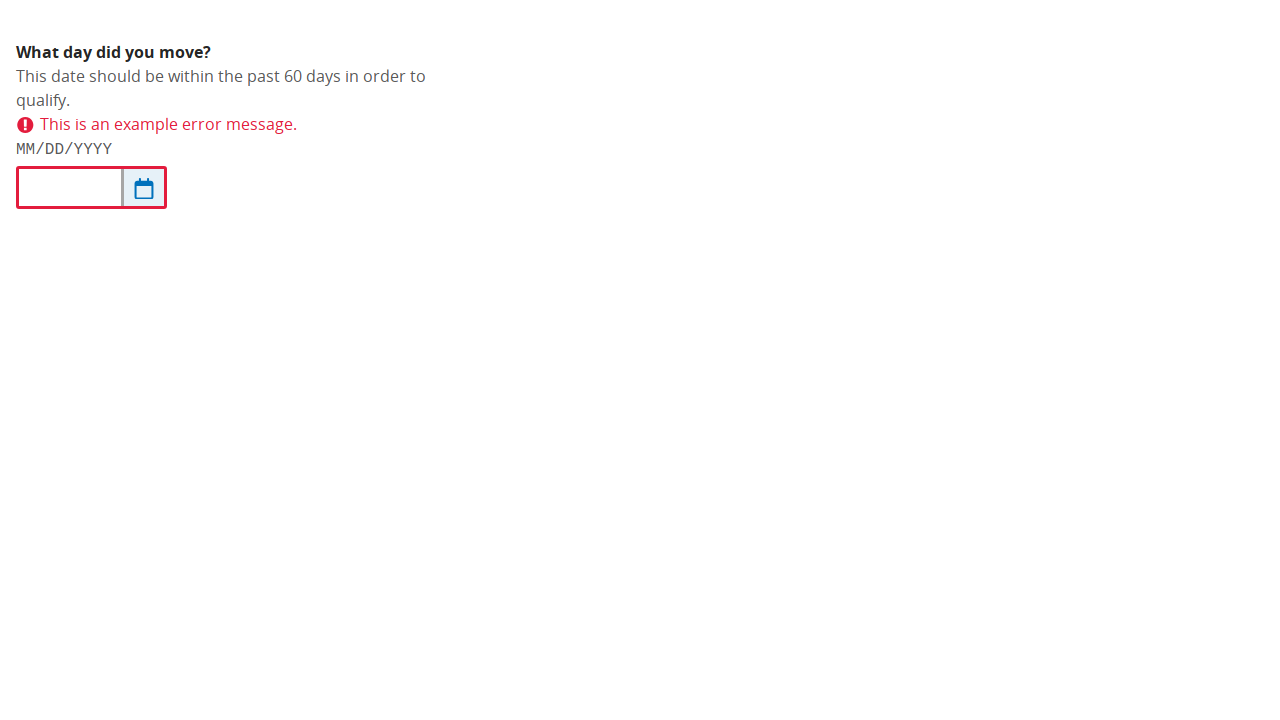 What day did you move?
This date should be within the past 60 days in order to
qualify.
This is an example error message.
MM/DD/YYYY